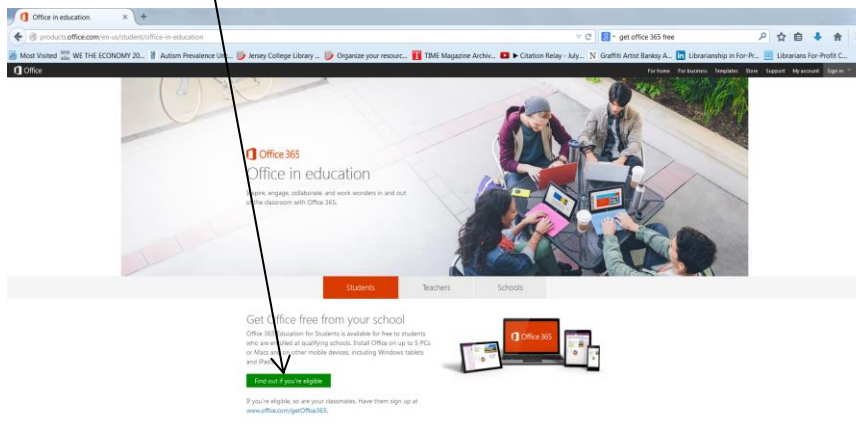 Office in education
products.office.com/en-us/student/office-in-education
get office 365 free
Most Visited WE THE ECONOMY 20... Autism Prevalence Un... Jersey College Library ... Organize your resourc... TIME Magazine Archiv... Citation Relay - July... Graffiti Artist Banksy A... Librarianship in For-Pr... Librarians For-Profit C...
Office
For home For business Templates Store Support My account Sign in
Office 365
Office in education
Inspire, engage, collaborate, and work wonders in and out
of the classroom with Office 365.
Students Teachers Schools
Get Office free from your school
Office 365 Education for Students is available for free to students
who are enrolled at qualifying schools. Install Office on up to 5 PCs
or Macs and on other mobile devices, including Windows tablets
and iPads.
Office 365
Find out if you're eligible
If you're eligible, so are your classmates. Have them sign up at
www.office.com/getOffice365.